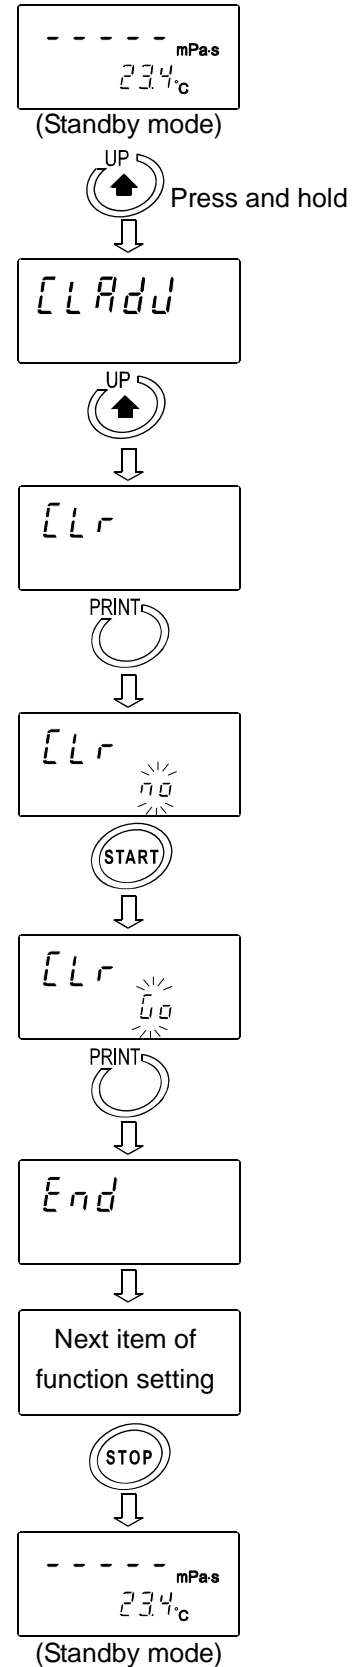 - - - - - mPa·s
23.4 °C
(Standby mode)
UP
Press and hold
CLAdJ
UP
CLr
PRINT
CLr
no
START
CLr
Go
PRINT
End
Next item of
function setting
STOP
- - - - - mPa·s
23.4 °C
(Standby mode)